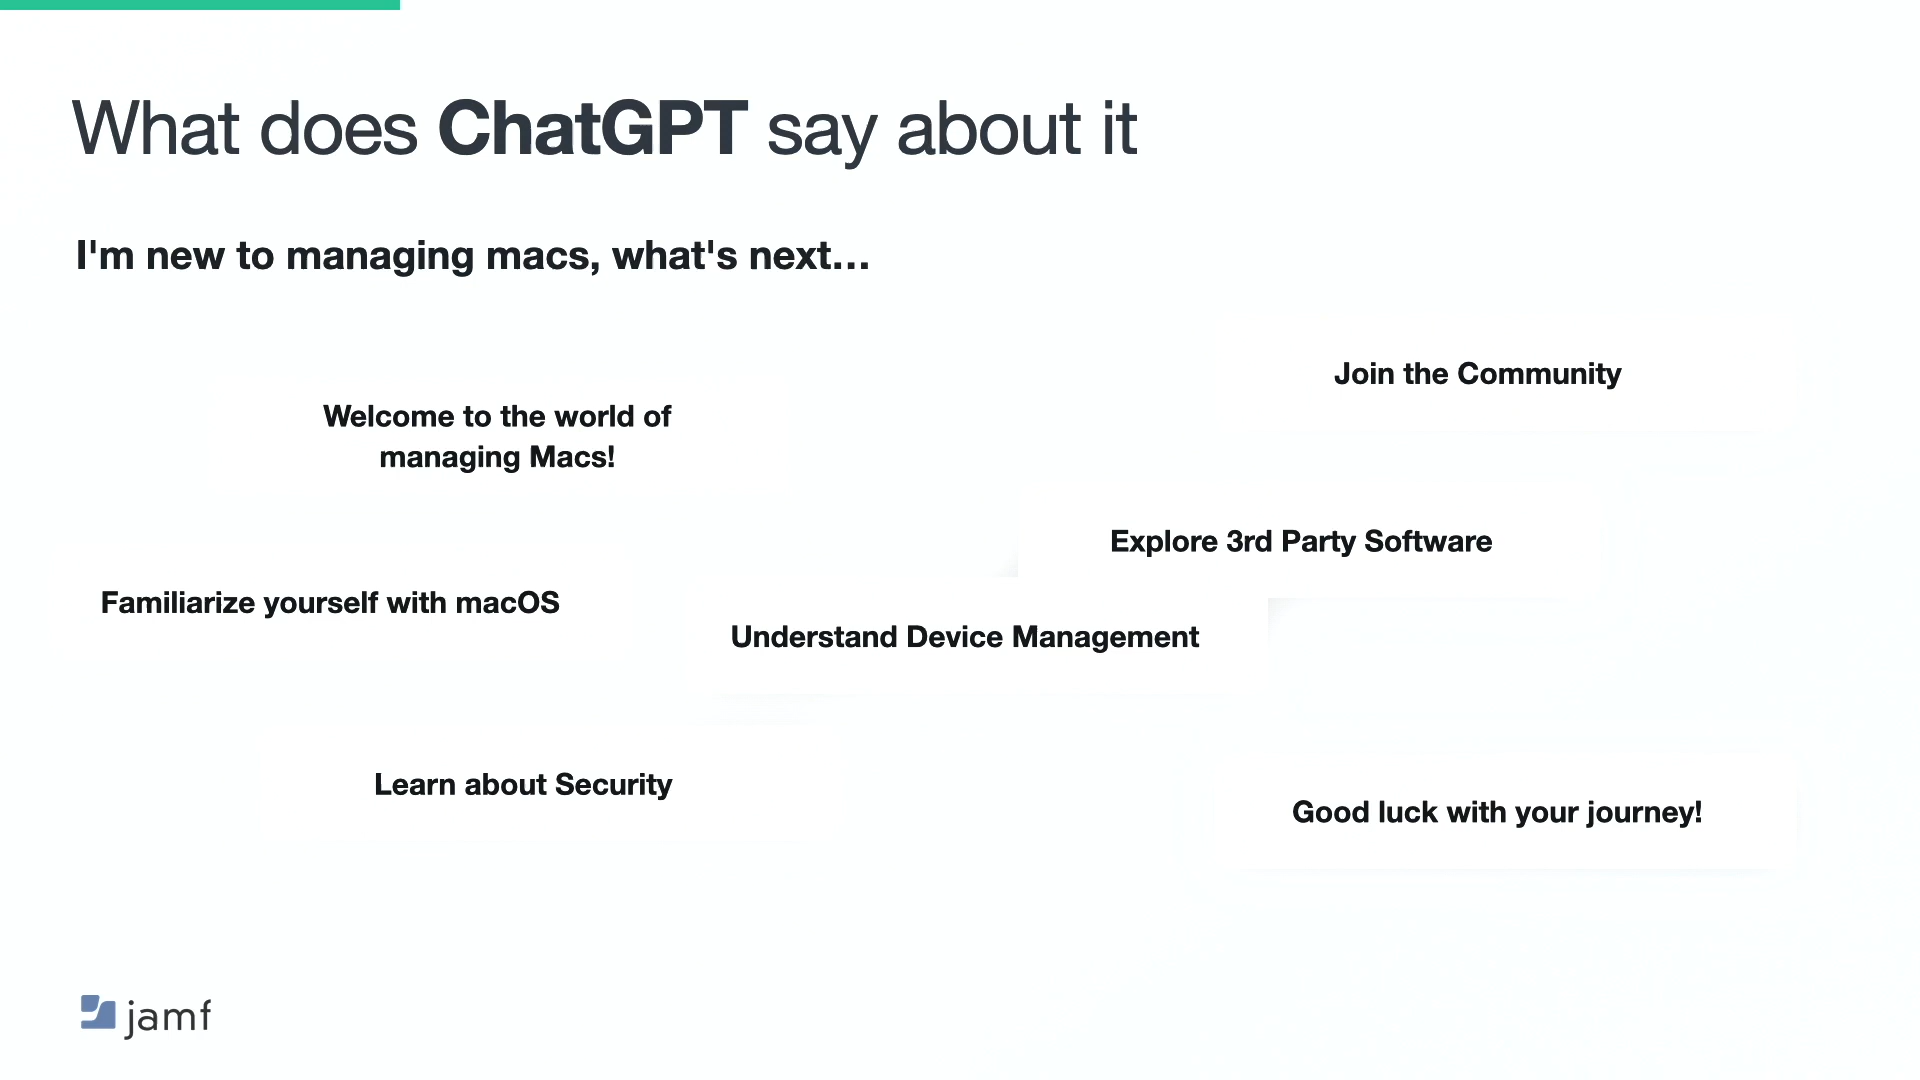 What does ChatGPT say about it
I'm new to managing macs, what's next...
Join the Community
Welcome to the world of
managing Macs!
Explore 3rd Party Software
Familiarize yourself with macOS
Understand Device Management
Learn about Security
Good luck with your journey!
jamf